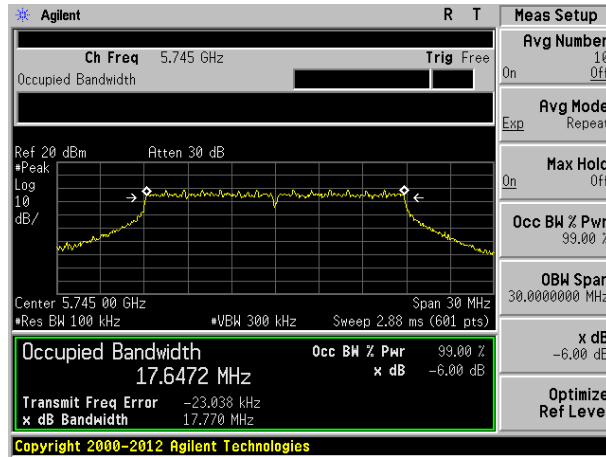 Agilent R T Meas Setup
Ch Freq 5.745 GHz Trig Free
Occupied Bandwidth
Avg Number
10
On Off
Avg Mode
Exp Repeat
Max Hold
On Off
Occ BW % Pwr
99.00 %
OBW Span
30.0000000 MHz
x dB
-6.00 dB
Optimize
Ref Level
Ref 20 dBm Atten 30 dB
#Peak
Log
10
dB/
Center 5.745 00 GHz Span 30 MHz
#Res BW 100 kHz #VBW 300 kHz Sweep 2.88 ms (601 pts)
Occupied Bandwidth Occ BW % Pwr 99.00 %
17.6472 MHz x dB -6.00 dB
Transmit Freq Error -23.038 kHz
x dB Bandwidth 17.770 MHz
Copyright 2000-2012 Agilent Technologies